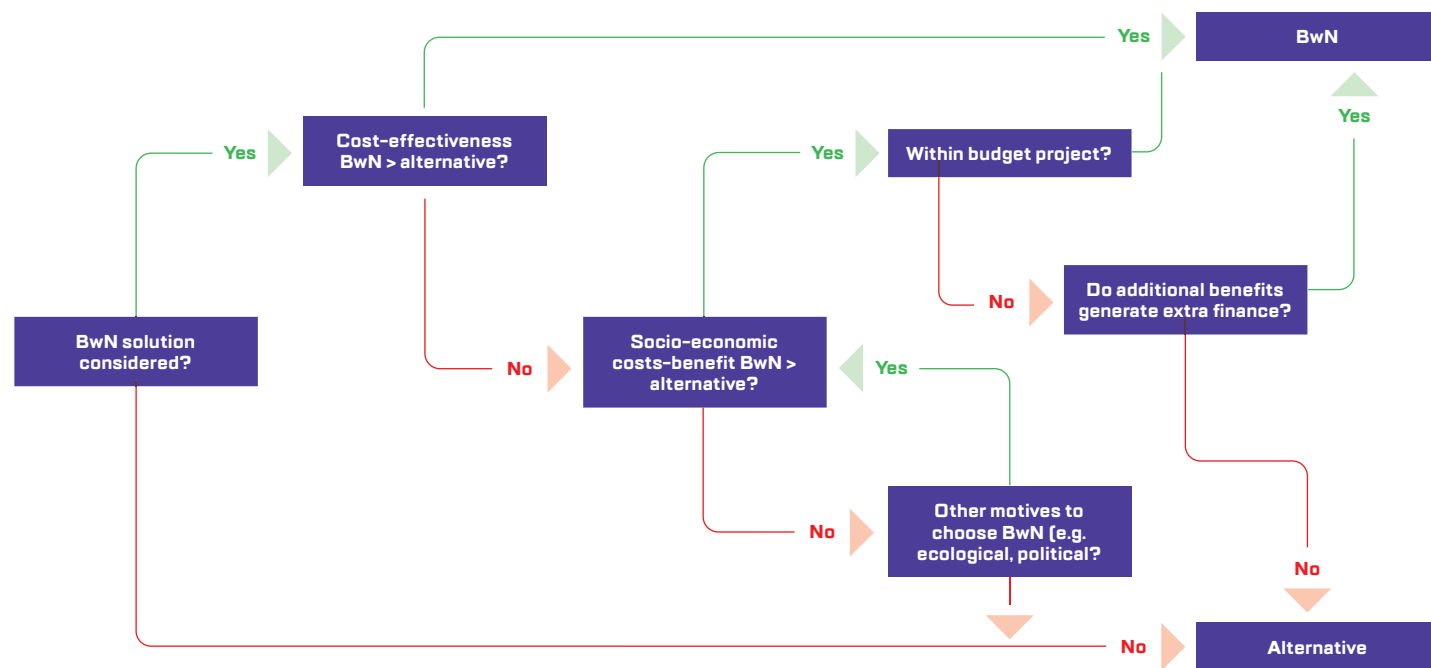 Yes
BwN
Yes
Cost-effectiveness
BwN > alternative?
Yes
Within budget project?
Yes
No
Do additional benefits
generate extra finance?
BwN solution
considered?
No
Socio-economic
costs-benefit BwN >
alternative?
Yes
No
Other motives to
choose BwN (e.g.
ecological, political?
No
No
Alternative